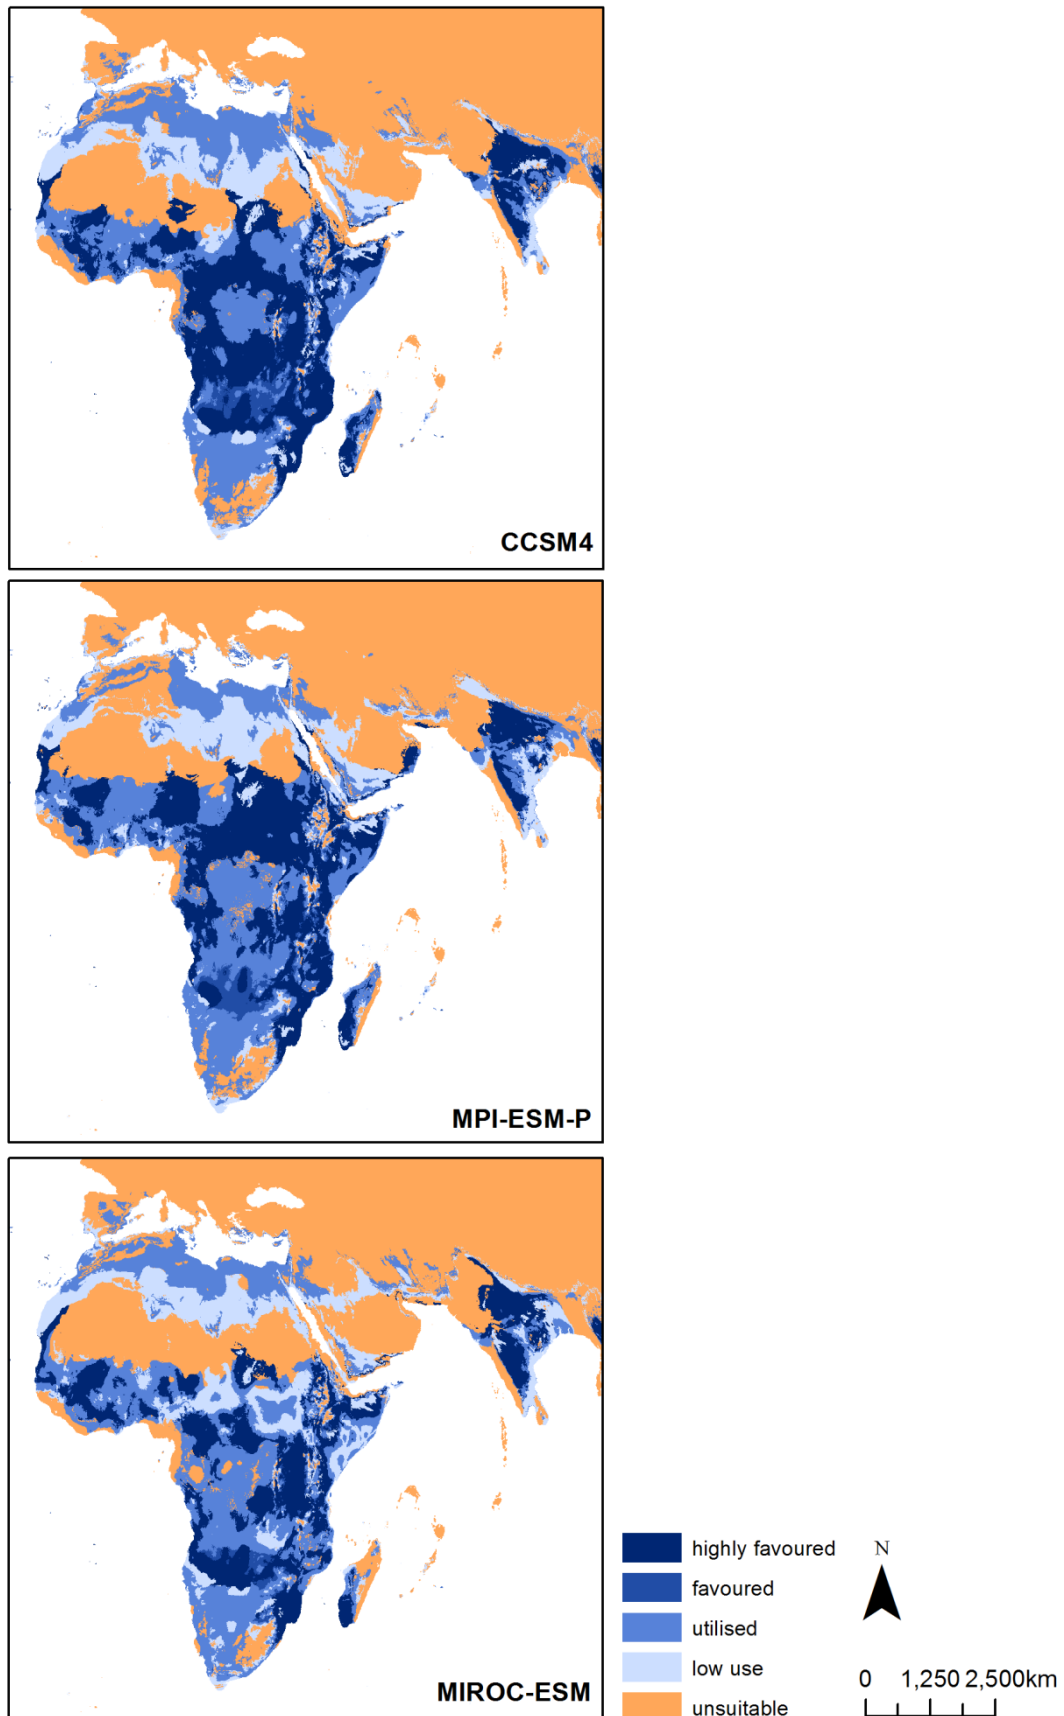 CCSM4
MPI-ESM-P
MIROC-ESM
highly favoured
favoured
utilised
low use
unsuitable
N
0 1,250 2,500km